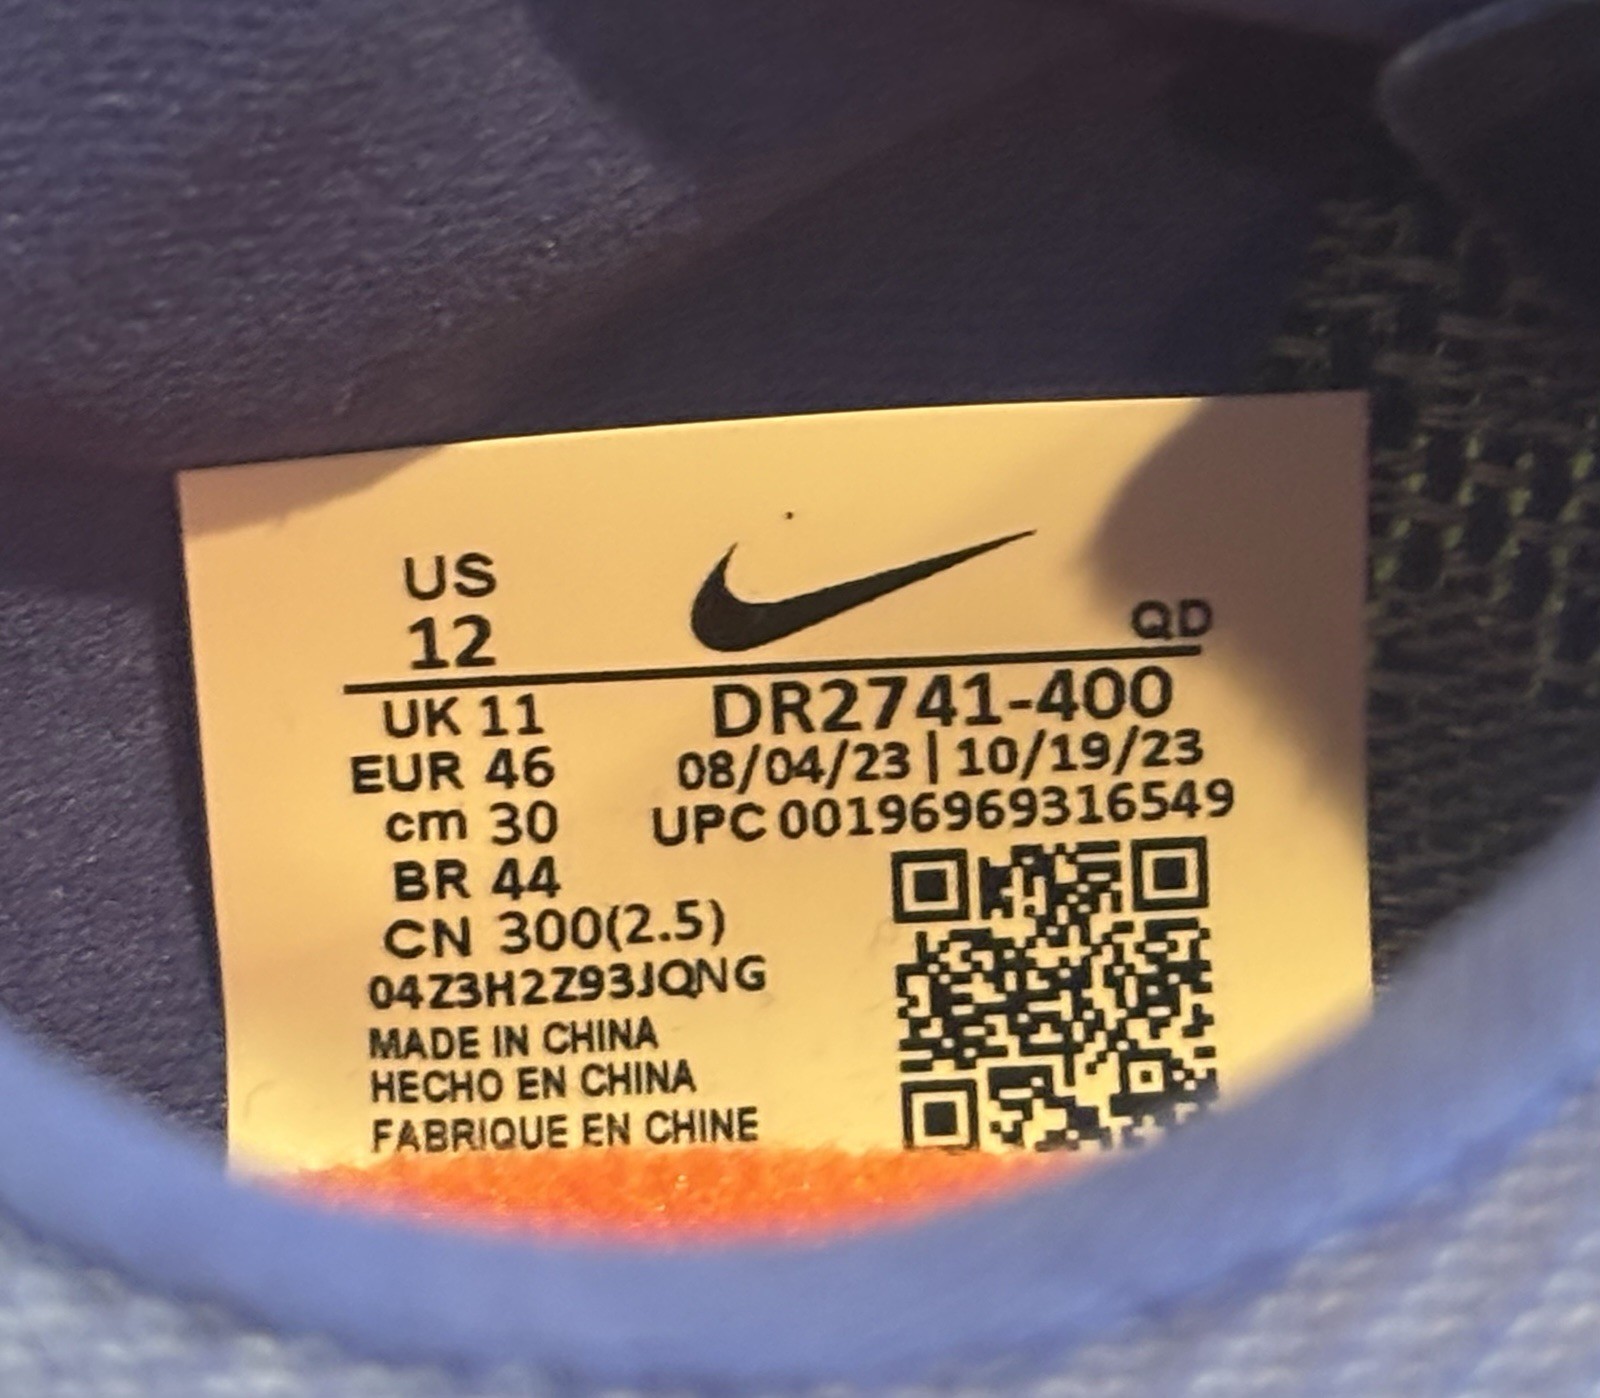 US
12
QD
UK 11
EUR 46
cm 30
BR 44
CN 300(2.5)
04Z3H2Z93JQNG
MADE IN CHINA
HECHO EN CHINA
FABRIQUE EN CHINE
DR2741-400
08/04/23 | 10/19/23
UPC 00196969316549